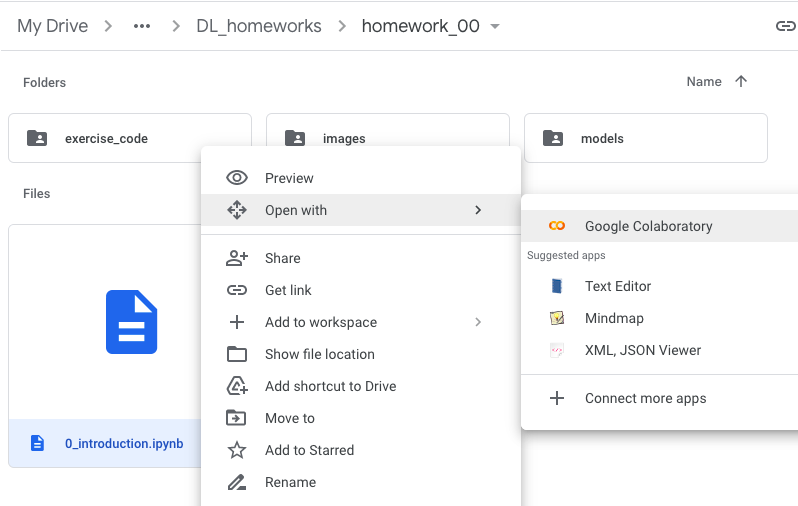 My Drive > ··· > DL_homeworks > homework_00
Folders
Name
exercise_code
images
models
Files
0_introduction.ipynb
Preview
Open with
Share
Get link
Add to workspace
Show file location
Add shortcut to Drive
Move to
Add to Starred
Rename
Google Colaboratory
Suggested apps
Text Editor
Mindmap
XML, JSON Viewer
Connect more apps